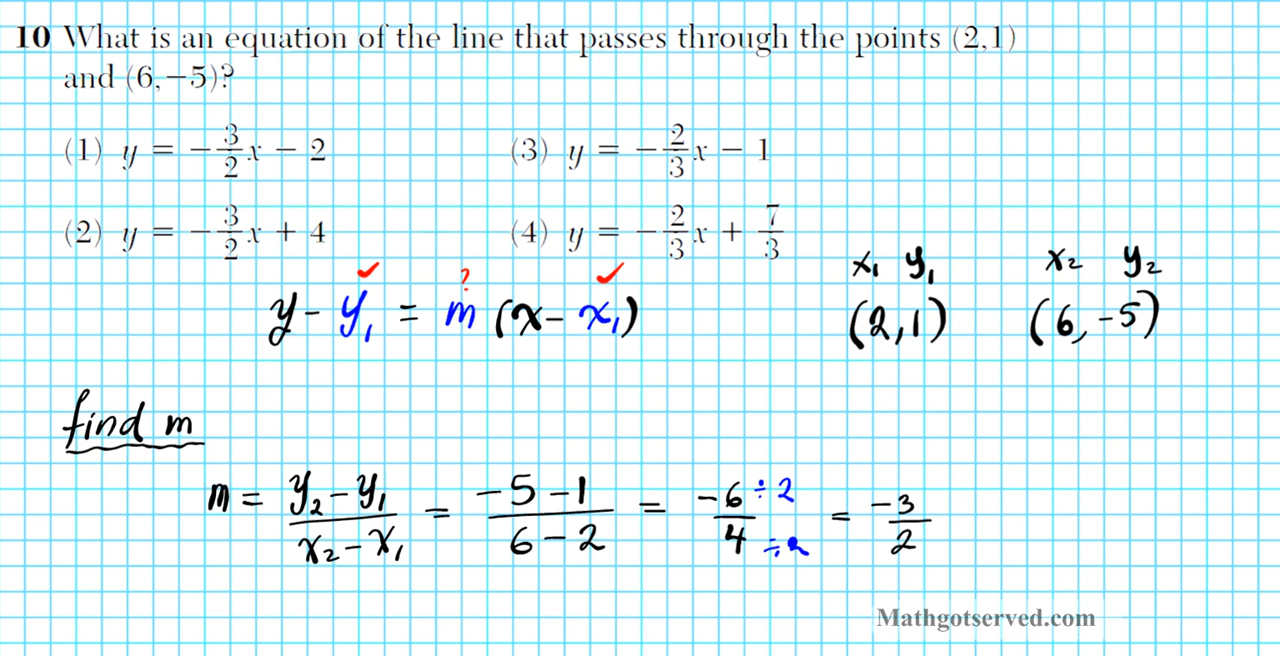 10 What is an equation of the line that passes through the points (2,1)
and (6,−5)?
(1) y = −3/2x − 2
(3) y = −2/3x − 1
(2) y = −3/2x + 4
(4) y = −2/3x + 7/3
x₁ y₁ x₂ y₂
✓ ? ✓
y − y₁ = m (x − x₁) (2,1) (6,−5)
find m
m = y₂ − y₁ / x₂ − x₁ = −5 − 1 / 6 − 2 = −6 ÷ 2 / 4 ÷ 2 = −3/2
Mathgotserved.com